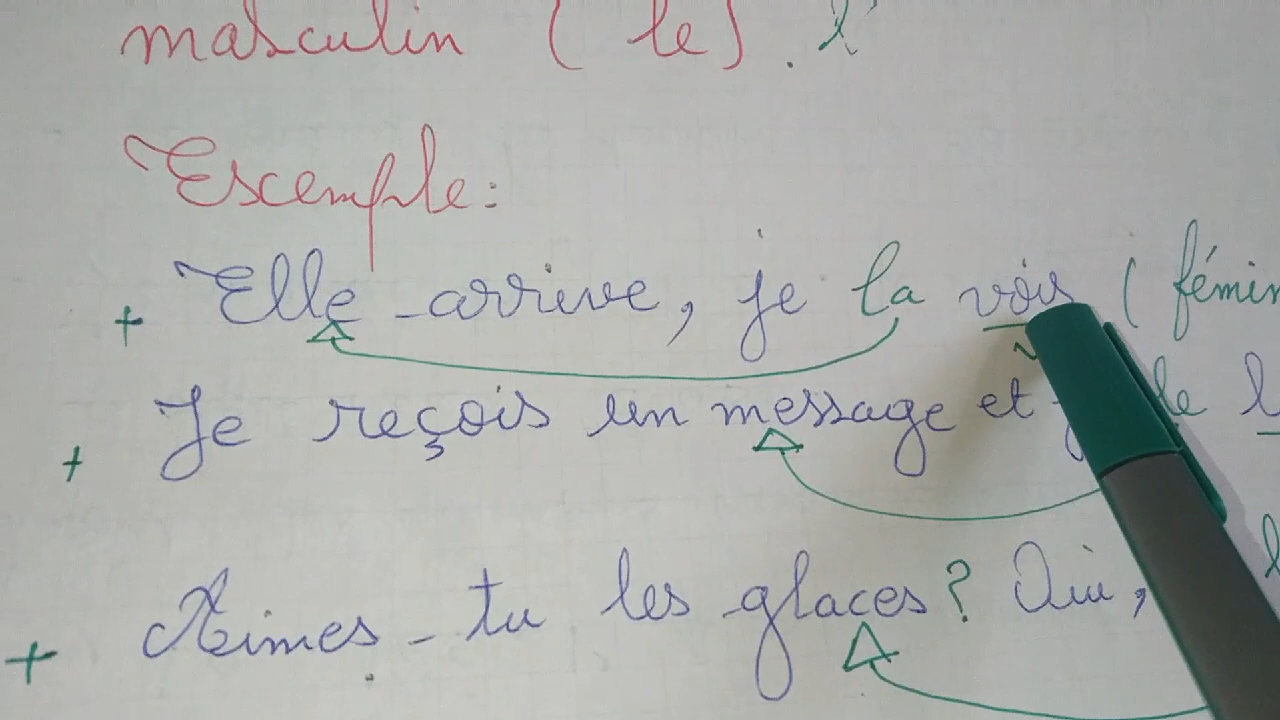 masculin (le). l'
Exemple:
+ Elle arrive, je la vois (fémin
+ Je reçois un message et le l
+ Aimes-tu les glaces? Oui, l